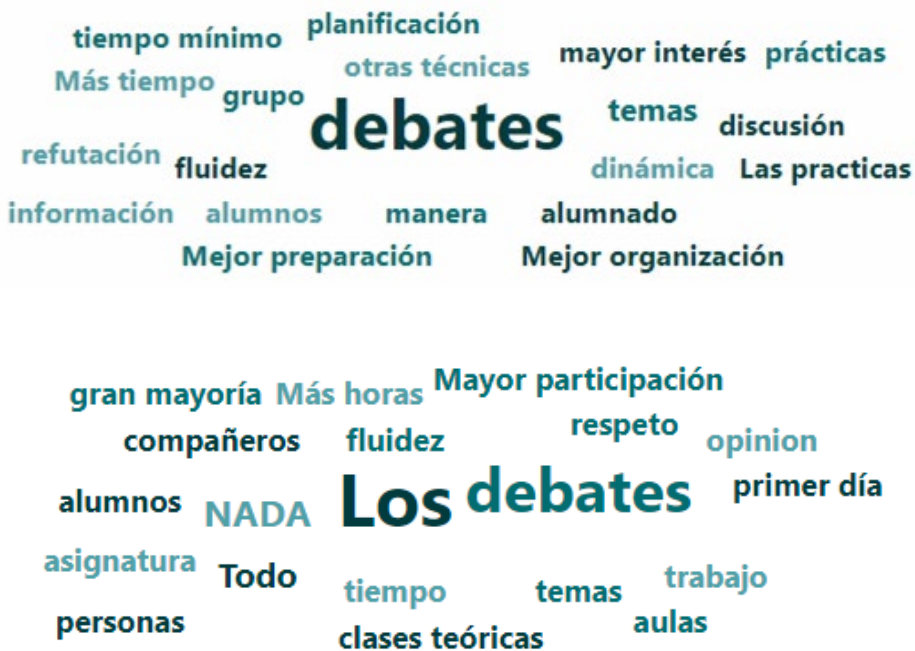 planificación
tiempo mínimo
mayor interés prácticas
otras técnicas
Más tiempo
grupo
debates
temas
discusión
refutación
fluidez
dinámica Las practicas
información alumnos manera alumnado
Mejor preparación Mejor organización
Mayor participación
gran mayoría Más horas
respeto
compañeros fluidez opinion
Los debates
primer día
alumnos NADA
asignatura Todo
trabajo
tiempo temas
personas aulas
clases teóricas